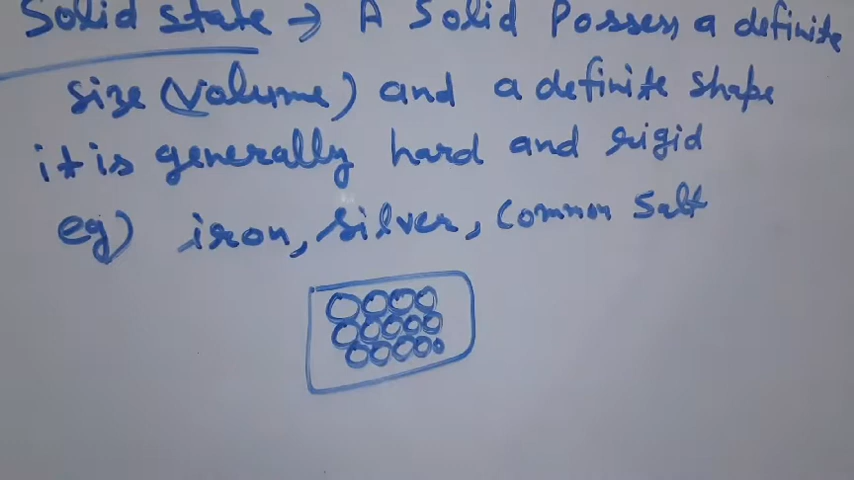 Solid state → A Solid Possess a definite
size (volume) and a definite shape
it is generally hard and rigid
eg) iron, silver, Common Salt